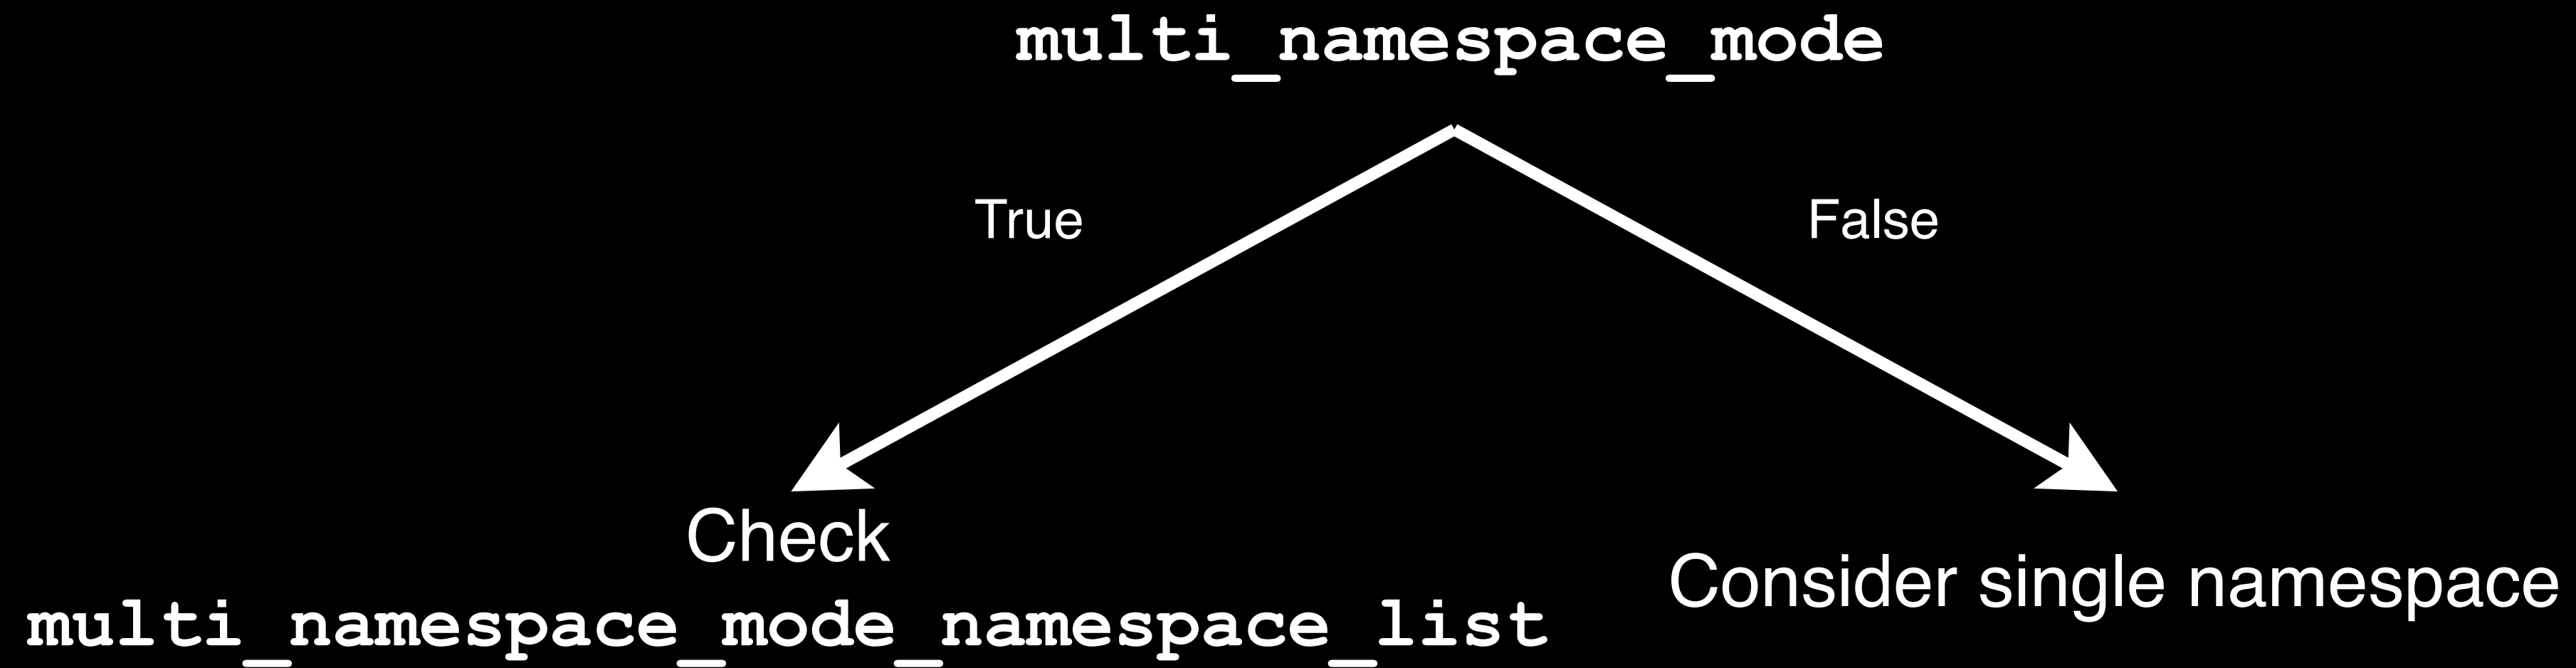 multi_namespace_mode
True
False
Check
multi_namespace_mode_namespace_list
Consider single namespace